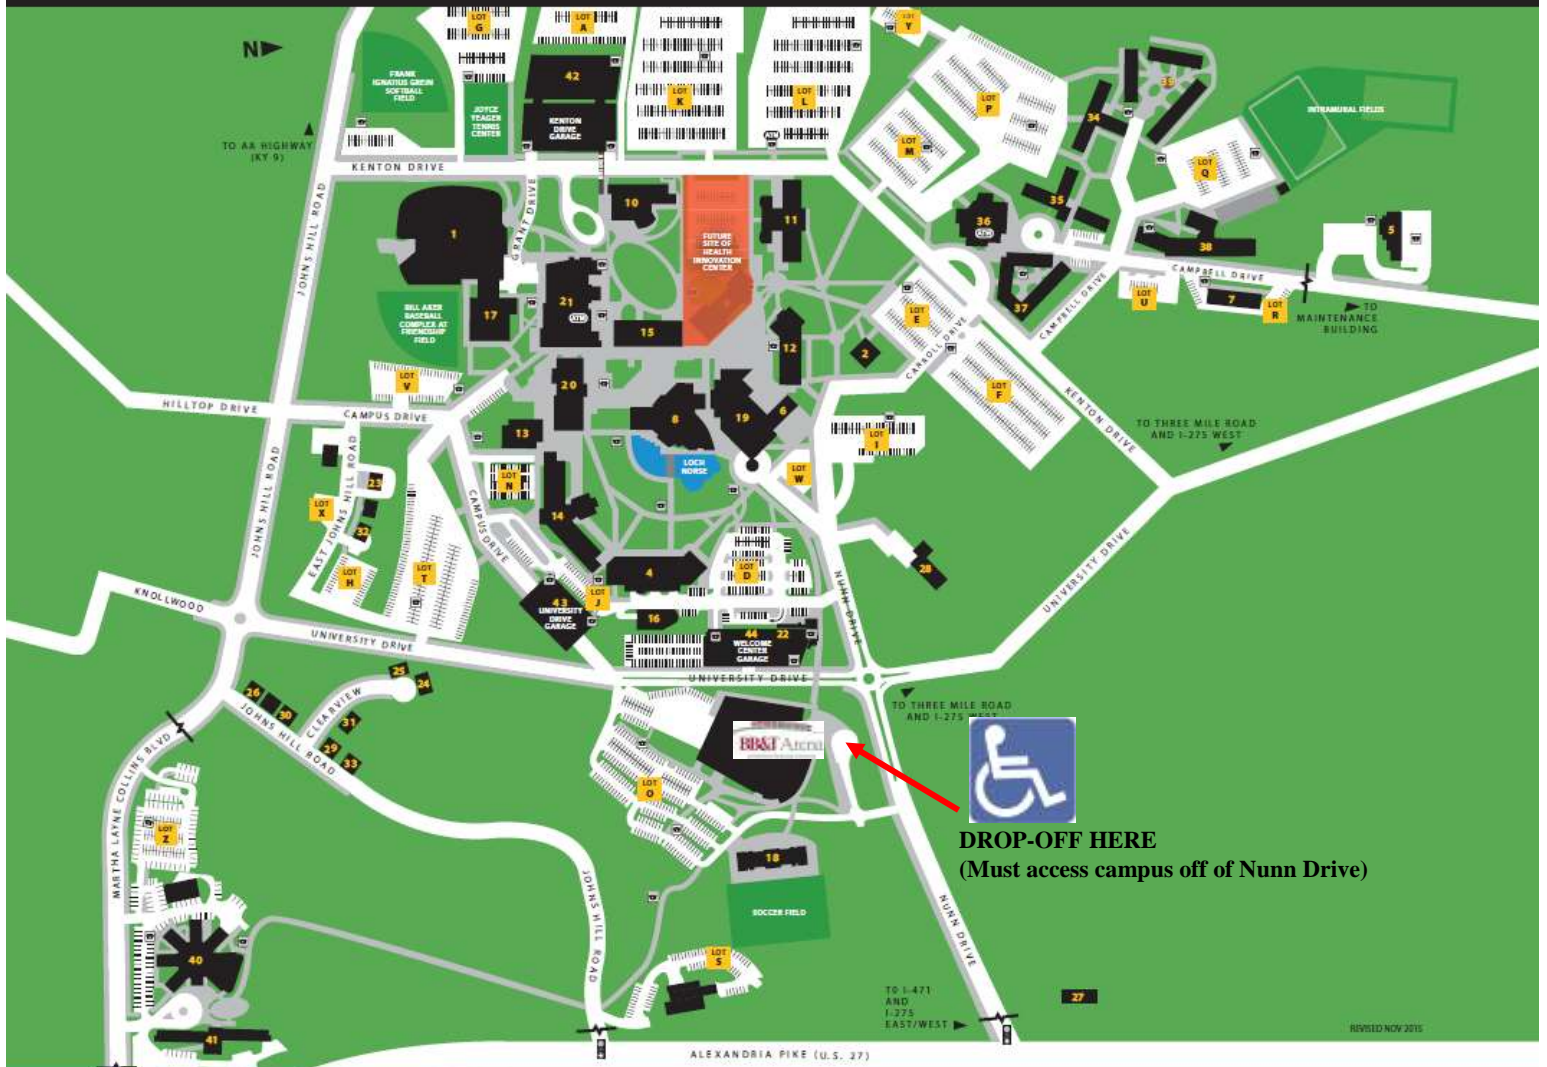 LOT
G
LOT
A
LOT
Y
N
FRANK
IGNATIUS GREIN
SOFTBALL
FIELD
42
LOT
K
LOT
L
LOT
P
39
INTRAMURAL FIELDS
JOYCE
YEAGER
TENNIS
CENTER
KENTON
DRIVE
GARAGE
34
TO AA HIGHWAY
(KY 9)
ATM
LOT
M
LOT
Q
KENTON DRIVE
JOHNS HILL ROAD
GRANT DRIVE
10
11
35
36
ATM
5
1
FUTURE
SITE OF
HEALTH
INNOVATION
CENTER
38
CAMPBELL DRIVE
37
CAMPBELL DRIVE
LOT
U
7
LOT
R
TO
MAINTENANCE
BUILDING
BILL AKER
BASEBALL
COMPLEX AT
FRIENDSHIP
FIELD
17
21
ATM
15
12
2
LOT
E
CARROLL DRIVE
LOT
V
20
LOT
F
KENTON DRIVE
HILLTOP DRIVE
CAMPUS DRIVE
13
8
19
6
LOT
I
TO THREE MILE ROAD
AND I-275 WEST
LOCH
NORSE
LOT
W
LOT
N
23
LOT
X
EAST JOHNS HILL ROAD
JOHNS HILL ROAD
CAMPUS DRIVE
14
32
LOT
H
LOT
T
4
LOT
D
NUNN DRIVE
28
UNIVERSITY DRIVE
KNOLLWOOD
43
UNIVERSITY
DRIVE
GARAGE
LOT
J
16
44
22
WELCOME
CENTER
GARAGE
UNIVERSITY DRIVE
UNIVERSITY DRIVE
25
24
26
30
CLEARVIEW
31
29
33
JOHNS HILL ROAD
TO THREE MILE ROAD
AND I-275 WEST
BB&T Arena
LOT
O
DROP-OFF HERE
(Must access campus off of Nunn Drive)
MARTHA LAYNE COLLINS BLVD
LOT
Z
18
SOCCER FIELD
JOHNS HILL ROAD
NUNN DRIVE
40
LOT
S
TO I-471
AND
I-275
EAST/WEST
27
41
REVISED NOV 2015
ALEXANDRIA PIKE (U.S. 27)